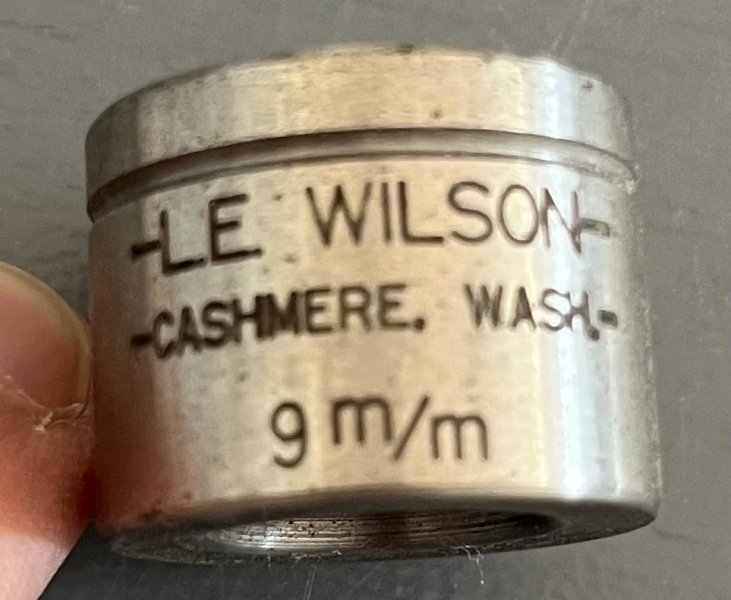 -L.E. WILSON-
-CASHMERE. WASH.-
9 m/m